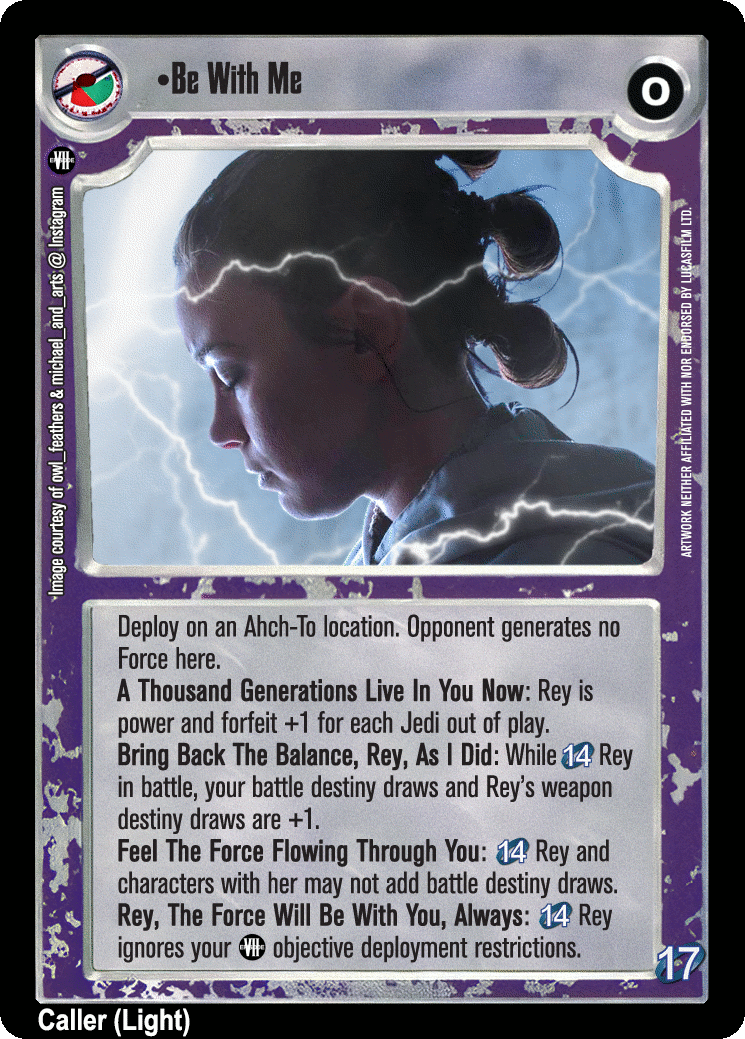 •Be With Me
0
VII
EPISODE
Image courtesy of owl_feathers & michael_and_arts @ Instagram
ARTWORK NEITHER AFFILIATED WITH NOR ENDORSED BY LUCASFILM LTD.
Deploy on an Ahch-To location. Opponent generates no
Force here.
A Thousand Generations Live In You Now: Rey is
power and forfeit +1 for each Jedi out of play.
Bring Back The Balance, Rey, As I Did: While 14 Rey
in battle, your battle destiny draws and Rey's weapon
destiny draws are +1.
Feel The Force Flowing Through You: 14 Rey and
characters with her may not add battle destiny draws.
Rey, The Force Will Be With You, Always: 14 Rey
ignores your VII EPISODE objective deployment restrictions.
17
Caller (Light)